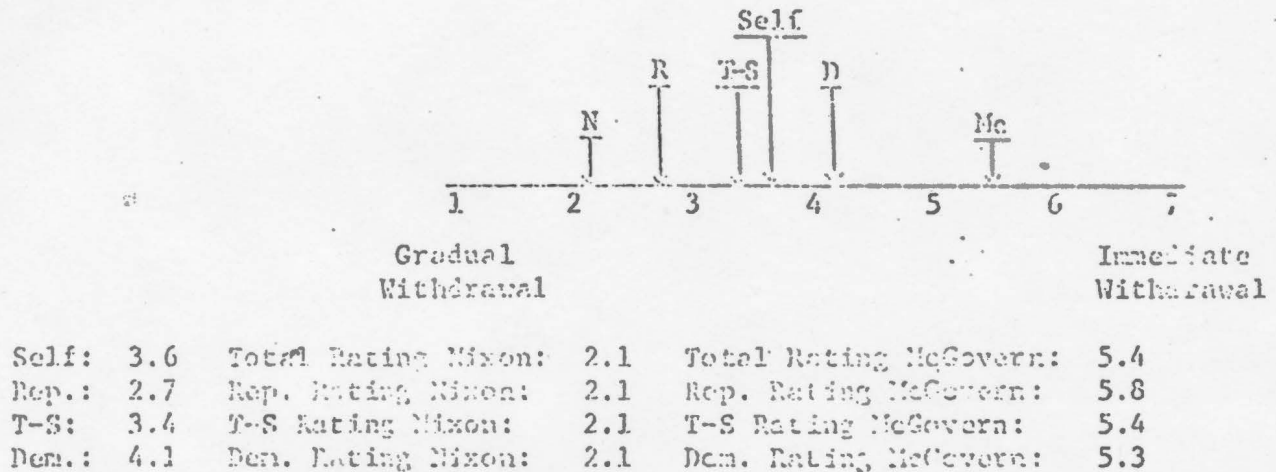 Self
R T-S D
N Mc
1 2 3 4 5 6 7
Gradual Immediate
Withdrawal Withdrawal
Self: 3.6 Total Rating Nixon: 2.1 Total Rating McGovern: 5.4
Rep.: 2.7 Rep. Rating Nixon: 2.1 Rep. Rating McGovern: 5.8
T-S: 3.4 T-S Rating Nixon: 2.1 T-S Rating McGovern: 5.4
Dem.: 4.1 Dem. Rating Nixon: 2.1 Dem. Rating McGovern: 5.3